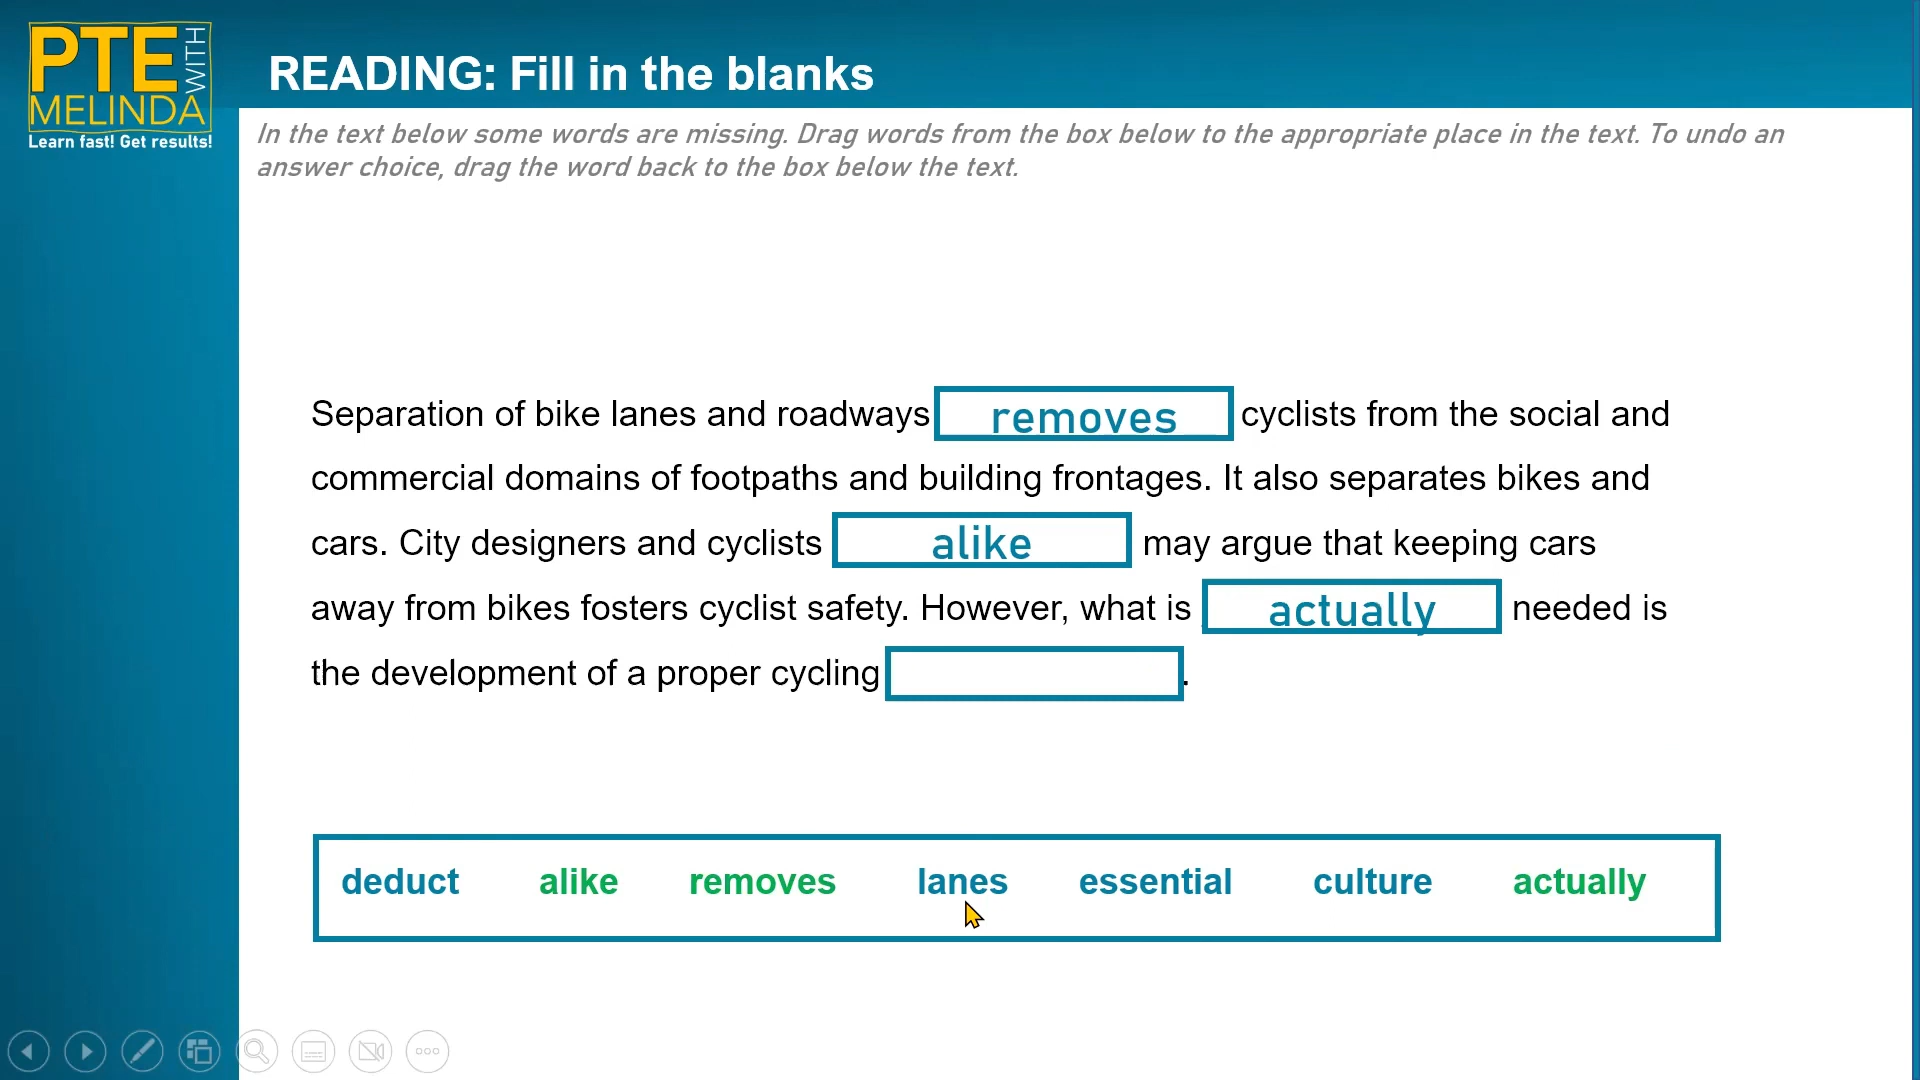 PTE WITH
MELINDA
Learn fast! Get results!
READING: Fill in the blanks
In the text below some words are missing. Drag words from the box below to the appropriate place in the text. To undo an
answer choice, drag the word back to the box below the text.
Separation of bike lanes and roadways removes cyclists from the social and
commercial domains of footpaths and building frontages. It also separates bikes and
cars. City designers and cyclists alike may argue that keeping cars
away from bikes fosters cyclist safety. However, what is actually needed is
the development of a proper cycling .
deduct alike removes lanes essential culture actually